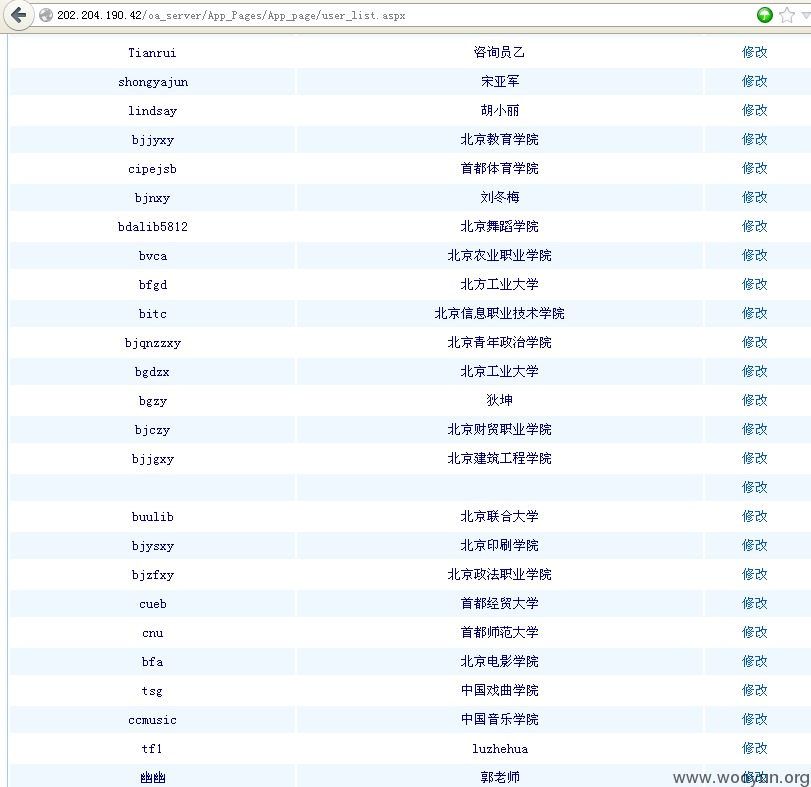 202.204.190.42/oa_server/App_Pages/App_page/user_list.aspx
Tianrui 咨询员乙 修改
shongyajun 宋亚军 修改
lindsay 胡小丽 修改
bjjyxy 北京教育学院 修改
cipejsb 首都体育学院 修改
bjnxy 刘冬梅 修改
bdalib5812 北京舞蹈学院 修改
bvca 北京农业职业学院 修改
bfgd 北方工业大学 修改
bitc 北京信息职业技术学院 修改
bjqnzzxy 北京青年政治学院 修改
bgdzx 北京工业大学 修改
bgzy 狄坤 修改
bjczy 北京财贸职业学院 修改
bjjgxy 北京建筑工程学院 修改
修改
buulib 北京联合大学 修改
bjysxy 北京印刷学院 修改
bjzfxy 北京政法职业学院 修改
cueb 首都经贸大学 修改
cnu 首都师范大学 修改
bfa 北京电影学院 修改
tsg 中国戏曲学院 修改
ccmusic 中国音乐学院 修改
tf1 luzhehua 修改
幽幽 郭老师 修改
www.wooyun.org